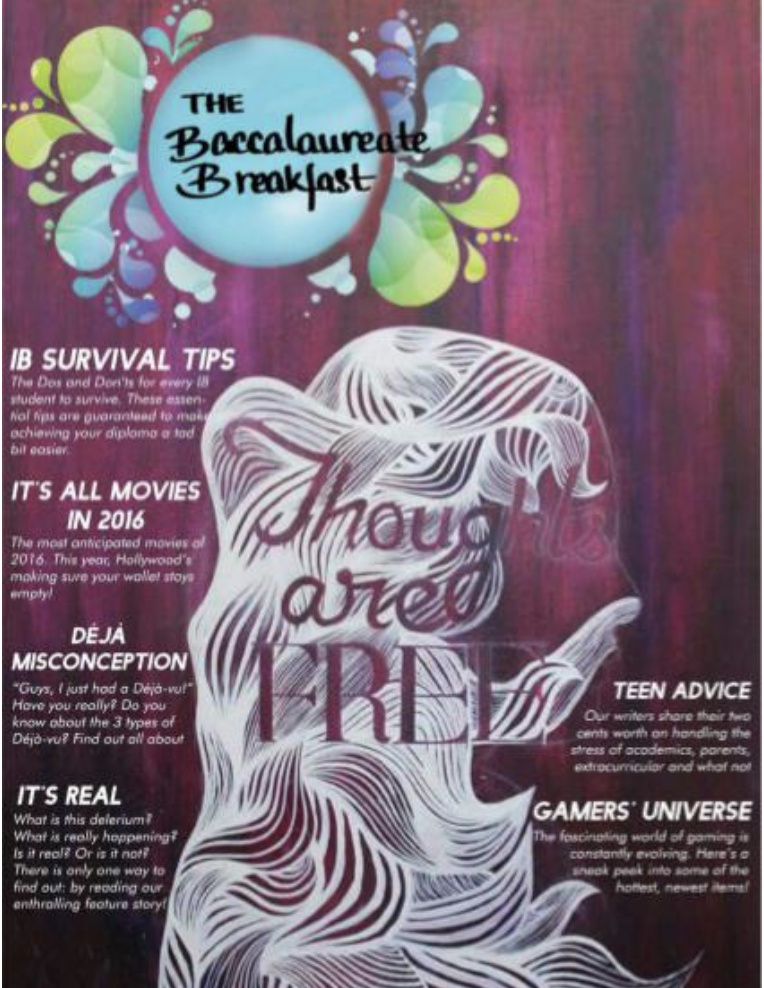 THE
Baccalaureate
Breakfast
IB SURVIVAL TIPS
The Dos and Don'ts for every IB
student to survive. These essen-
tial tips are guaranteed to make
achieving your diploma a tad
bit easier.
IT'S ALL MOVIES
IN 2016
The most anticipated movies of
2016. This year, Hollywood's
making sure your wallet stays
empty!
DÉJÀ
MISCONCEPTION
"Guys, I just had a Déjà-vu!"
Have you really? Do you
know about the 3 types of
Déjà-vu? Find out all about
IT'S REAL
What is this delerium?
What is really happening?
Is it real? Or is it not?
There is only one way to
find out: by reading our
enthralling feature story!
Thoughts
are
FREE
TEEN ADVICE
Our writers share their two
cents worth on handling the
stress of academics, parents,
extracurricular and what not
GAMERS' UNIVERSE
The fascinating world of gaming is
constantly evolving. Here's a
sneak peek into some of the
hottest, newest items!